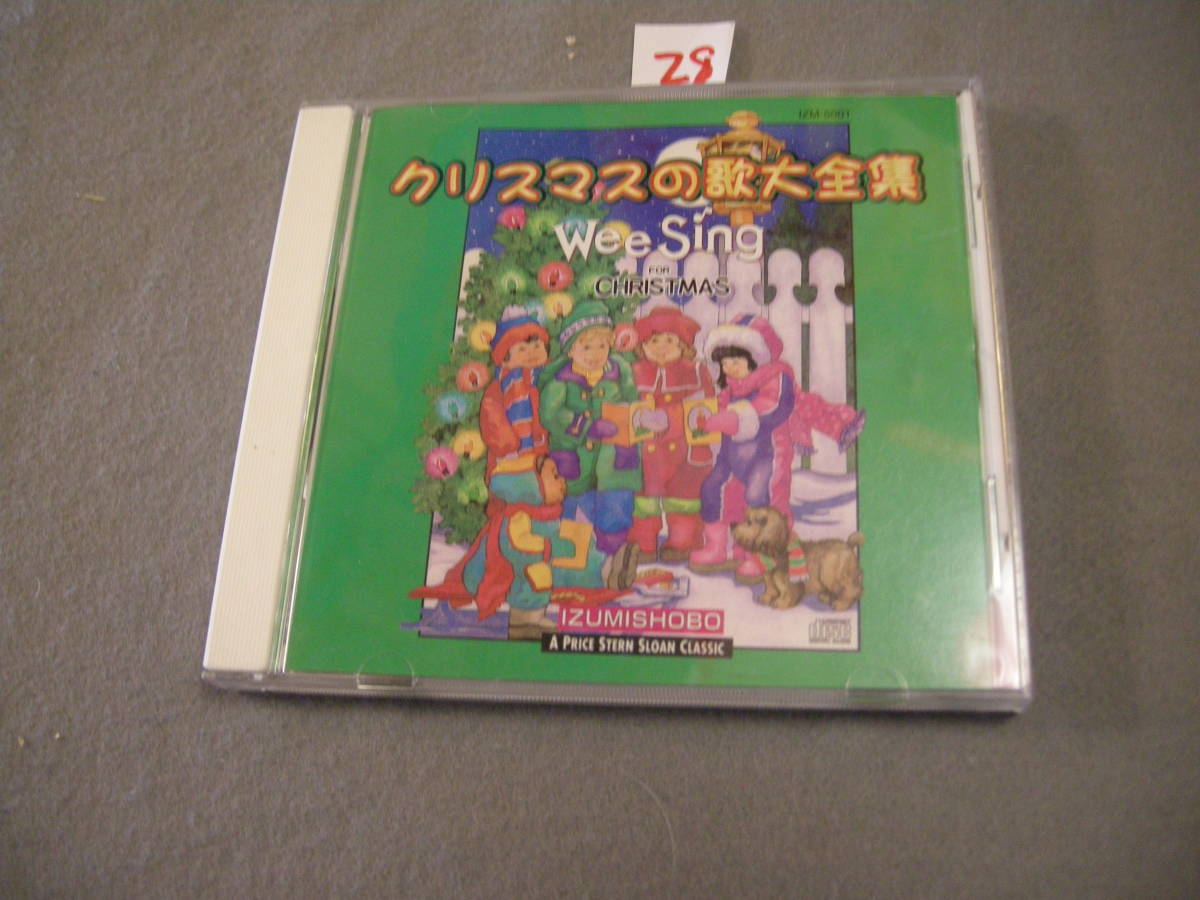 28
IZM-5001
クリスマスの歌大全集
Wee Sing
FOR
CHRISTMAS
IZUMISHOBO
A PRICE STERN SLOAN CLASSIC